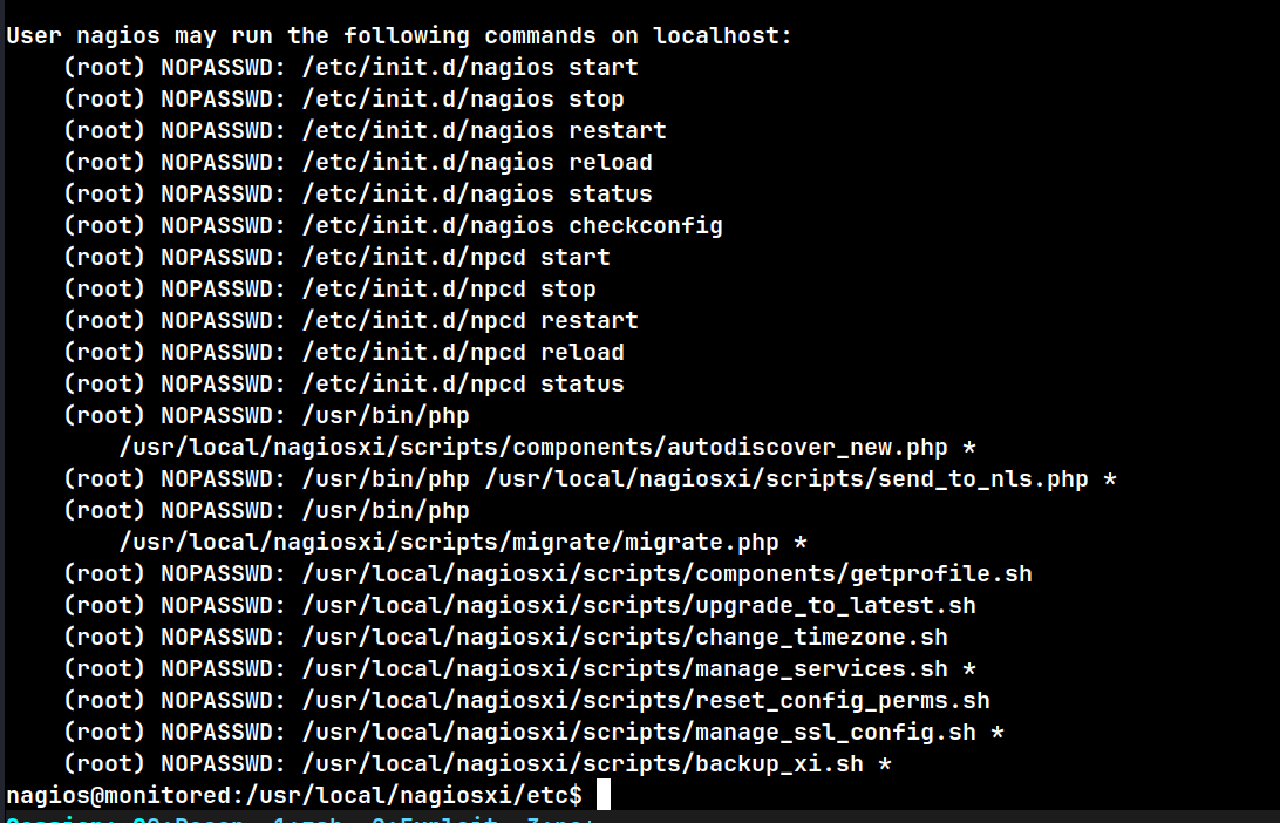 User nagios may run the following commands on localhost:
    (root) NOPASSWD: /etc/init.d/nagios start
    (root) NOPASSWD: /etc/init.d/nagios stop
    (root) NOPASSWD: /etc/init.d/nagios restart
    (root) NOPASSWD: /etc/init.d/nagios reload
    (root) NOPASSWD: /etc/init.d/nagios status
    (root) NOPASSWD: /etc/init.d/nagios checkconfig
    (root) NOPASSWD: /etc/init.d/npcd start
    (root) NOPASSWD: /etc/init.d/npcd stop
    (root) NOPASSWD: /etc/init.d/npcd restart
    (root) NOPASSWD: /etc/init.d/npcd reload
    (root) NOPASSWD: /etc/init.d/npcd status
    (root) NOPASSWD: /usr/bin/php
        /usr/local/nagiosxi/scripts/components/autodiscover_new.php *
    (root) NOPASSWD: /usr/bin/php /usr/local/nagiosxi/scripts/send_to_nls.php *
    (root) NOPASSWD: /usr/bin/php
        /usr/local/nagiosxi/scripts/migrate/migrate.php *
    (root) NOPASSWD: /usr/local/nagiosxi/scripts/components/getprofile.sh
    (root) NOPASSWD: /usr/local/nagiosxi/scripts/upgrade_to_latest.sh
    (root) NOPASSWD: /usr/local/nagiosxi/scripts/change_timezone.sh
    (root) NOPASSWD: /usr/local/nagiosxi/scripts/manage_services.sh *
    (root) NOPASSWD: /usr/local/nagiosxi/scripts/reset_config_perms.sh
    (root) NOPASSWD: /usr/local/nagiosxi/scripts/manage_ssl_config.sh *
    (root) NOPASSWD: /usr/local/nagiosxi/scripts/backup_xi.sh *
nagios@monitored:/usr/local/nagiosxi/etc$